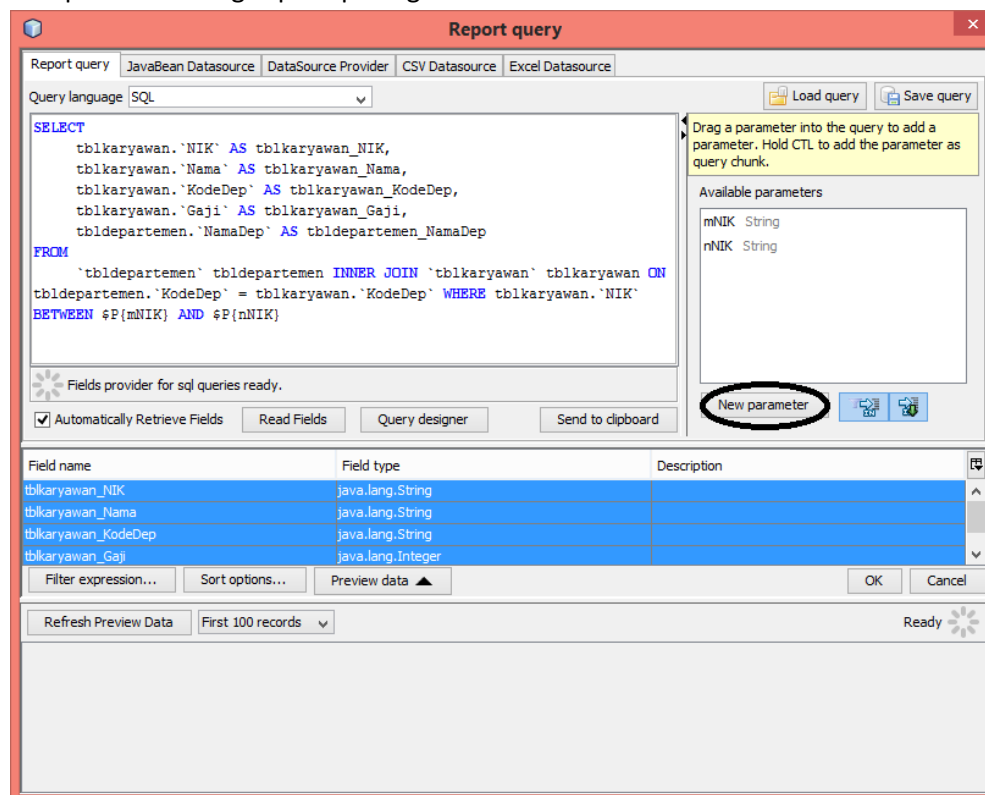 Report query
Report query JavaBean Datasource DataSource Provider CSV Datasource Excel Datasource
Query language SQL
Load query Save query
SELECT
tblkaryawan.`NIK` AS tblkaryawan_NIK,
tblkaryawan.`Nama` AS tblkaryawan_Nama,
tblkaryawan.`KodeDep` AS tblkaryawan_KodeDep,
tblkaryawan.`Gaji` AS tblkaryawan_Gaji,
tbldepartemen.`NamaDep` AS tbldepartemen_NamaDep
FROM
`tbldepartemen` tbldepartemen INNER JOIN `tblkaryawan` tblkaryawan ON
tbldepartemen.`KodeDep` = tblkaryawan.`KodeDep` WHERE tblkaryawan.`NIK`
BETWEEN $P{mNIK} AND $P{nNIK}
Drag a parameter into the query to add a
parameter. Hold CTL to add the parameter as
query chunk.
Available parameters
mNIK String
nNIK String
Fields provider for sql queries ready.
New parameter
Automatically Retrieve Fields Read Fields Query designer Send to clipboard
Field name Field type Description
tblkaryawan_NIK java.lang.String
tblkaryawan_Nama java.lang.String
tblkaryawan_KodeDep java.lang.String
tblkaryawan_Gaji java.lang.Integer
Filter expression... Sort options... Preview data OK Cancel
Refresh Preview Data First 100 records Ready